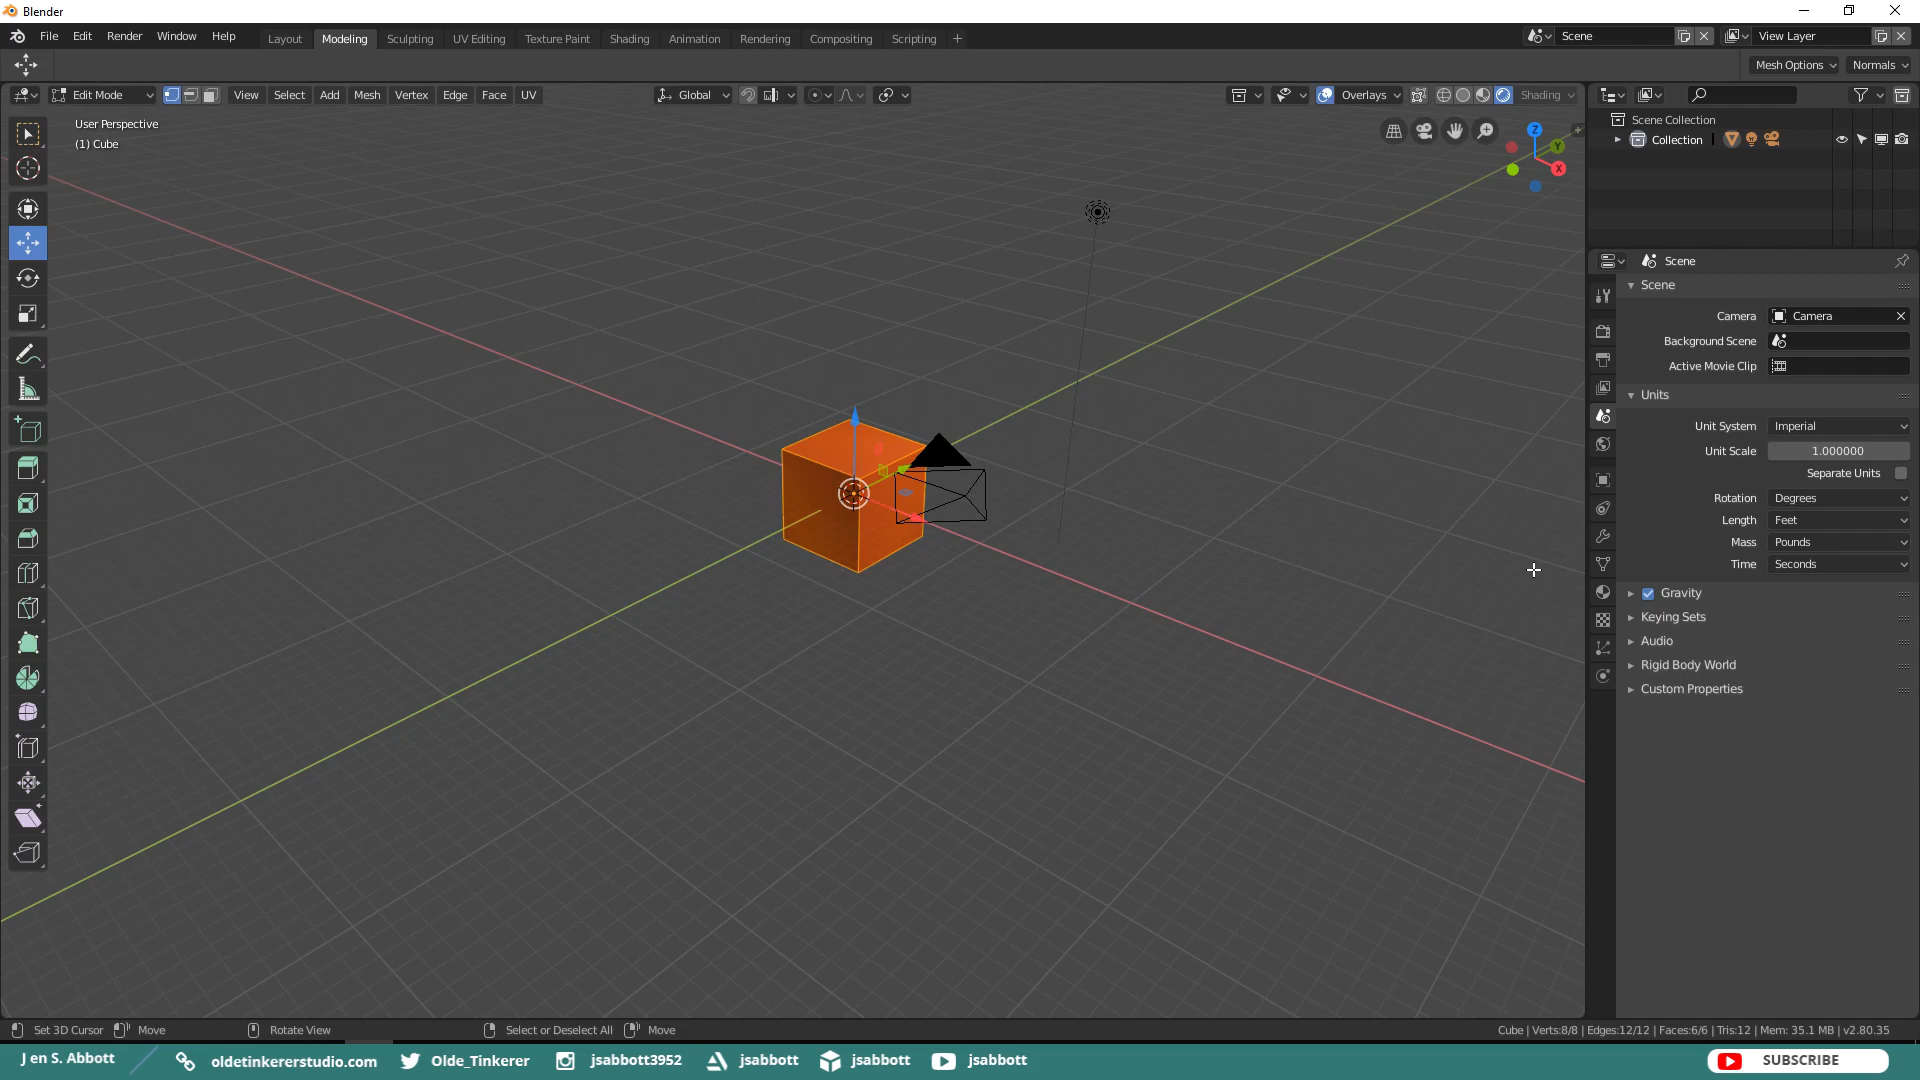 Blender
File Edit Render Window Help Layout Modeling Sculpting UV Editing Texture Paint Shading Animation Rendering Compositing Scripting + Scene View Layer
Mesh Options Normals
Edit Mode View Select Add Mesh Vertex Edge Face UV Global Overlays Shading
User Perspective
(1) Cube
Z
Y
X
Scene Collection
Collection
Scene
Scene
Camera Camera
Background Scene
Active Movie Clip
Units
Unit System Imperial
Unit Scale 1.000000
Separate Units
Rotation Degrees
Length Feet
Mass Pounds
Time Seconds
Gravity
Keying Sets
Audio
Rigid Body World
Custom Properties
Set 3D Cursor Move Rotate View Select or Deselect All Move Cube | Verts:8/8 | Edges:12/12 | Faces:6/6 | Tris:12 | Mem: 35.1 MB | v2.80.35
J en S. Abbott oldetinkererstudio.com Olde_Tinkerer jsabbott3952 jsabbott jsabbott jsabbott SUBSCRIBE